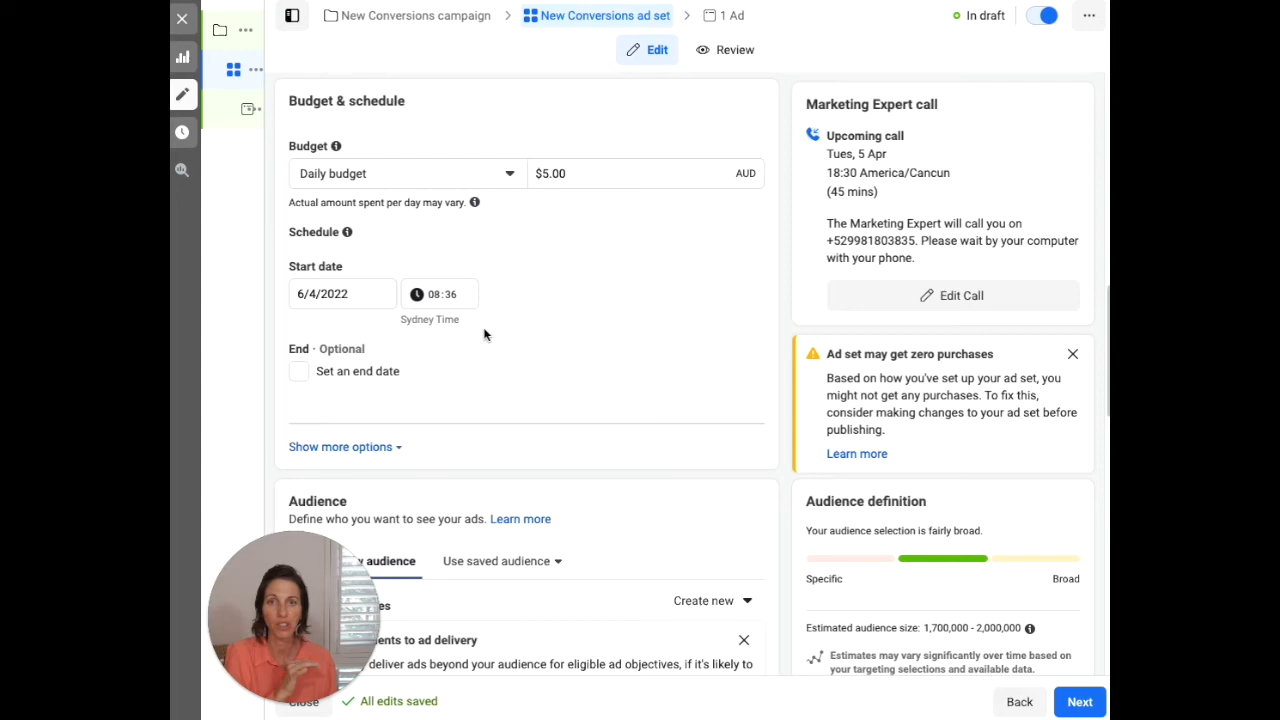 New Conversions campaign > New Conversions ad set > 1 Ad
In draft
Edit
Review
Budget & schedule
Budget
Daily budget
$5.00
AUD
Actual amount spent per day may vary.
Schedule
Start date
6/4/2022
08:36
Sydney Time
End · Optional
Set an end date
Show more options
Audience
Define who you want to see your ads. Learn more
audience
Use saved audience
es
Create new
ents to ad delivery
deliver ads beyond your audience for eligible ad objectives, if it's likely to
Close
All edits saved
Marketing Expert call
Upcoming call
Tues, 5 Apr
18:30 America/Cancun
(45 mins)
The Marketing Expert will call you on
+529981803835. Please wait by your computer
with your phone.
Edit Call
Ad set may get zero purchases
Based on how you've set up your ad set, you
might not get any purchases. To fix this,
consider making changes to your ad set before
publishing.
Learn more
Audience definition
Your audience selection is fairly broad.
Specific
Broad
Estimated audience size: 1,700,000 - 2,000,000
Estimates may vary significantly over time based on
your targeting selections and available data.
Back
Next